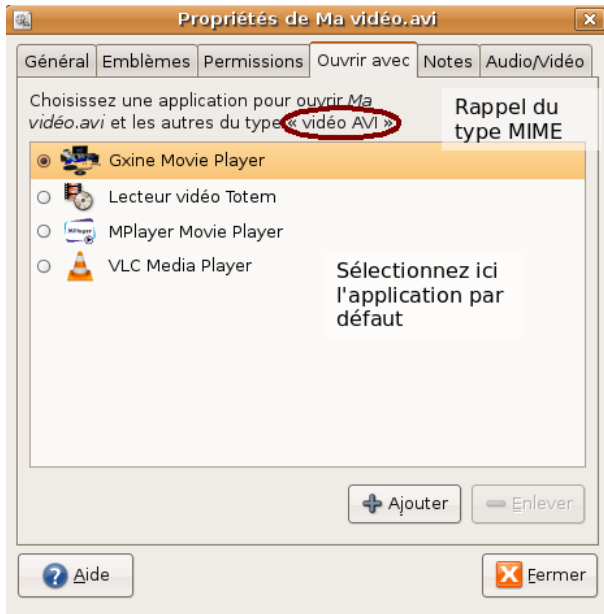 Propriétés de Ma vidéo.avi
Général Emblèmes Permissions Ouvrir avec Notes Audio/Vidéo
Choisissez une application pour ouvrir Ma
vidéo.avi et les autres du type « vidéo AVI »
Rappel du
type MIME
Gxine Movie Player
Lecteur vidéo Totem
MPlayer Movie Player
VLC Media Player
Sélectionnez ici
l'application par
défaut
Ajouter
Enlever
Aide
Fermer